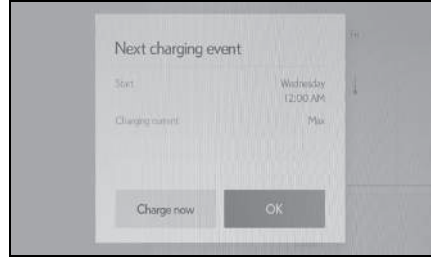 Next charging event
Start Wednesday
12:00 AM
Charging current Max
Charge now OK